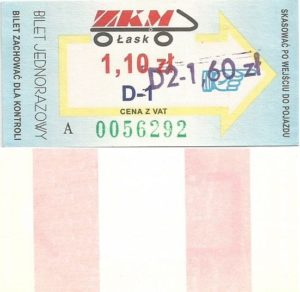 BILET JEDNORAZOWY
BILET ZACHOWAĆ DLA KONTROLI
ZKM
Łask
1,10 zł
D2-1,60 zł
D-1
CENA Z VAT
A 0056292
SKASOWAĆ PO WEJŚCIU DO POJAZDU